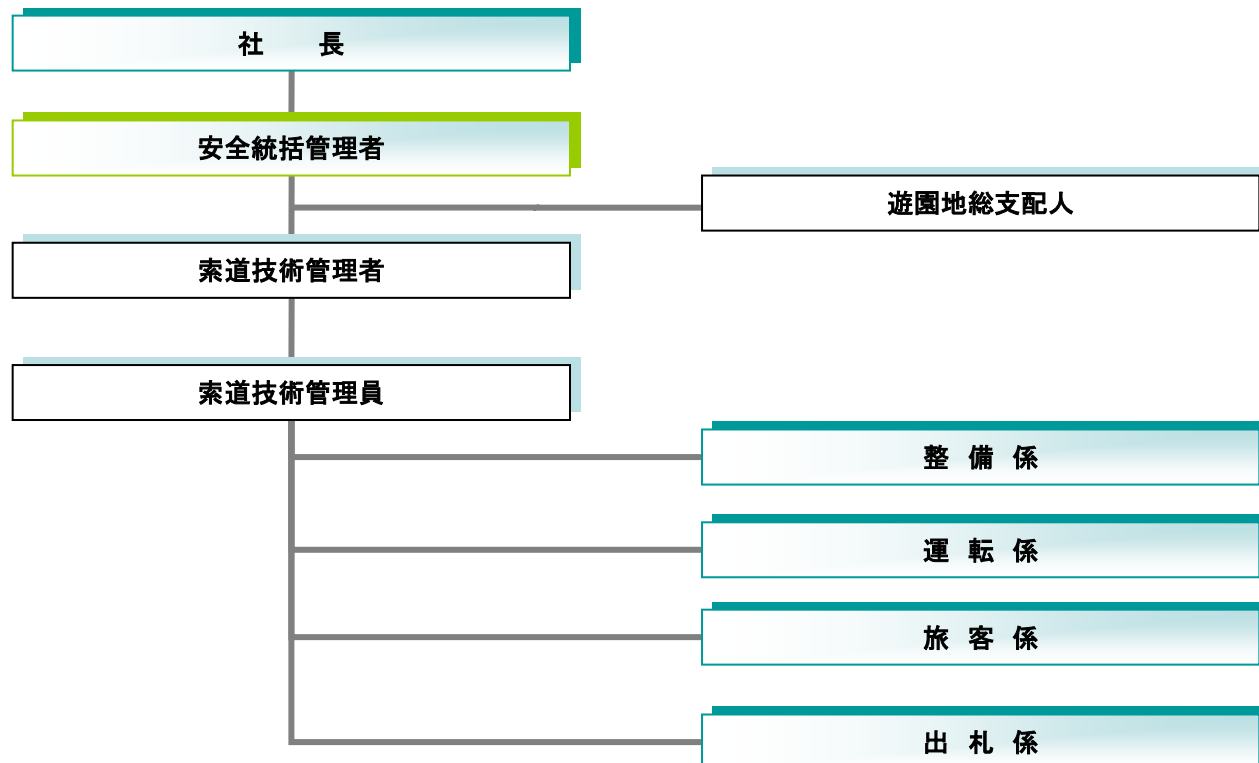 社　　長
安全統括管理者
遊園地総支配人
索道技術管理者
索道技術管理員
整 備 係
運 転 係
旅 客 係
出 札 係